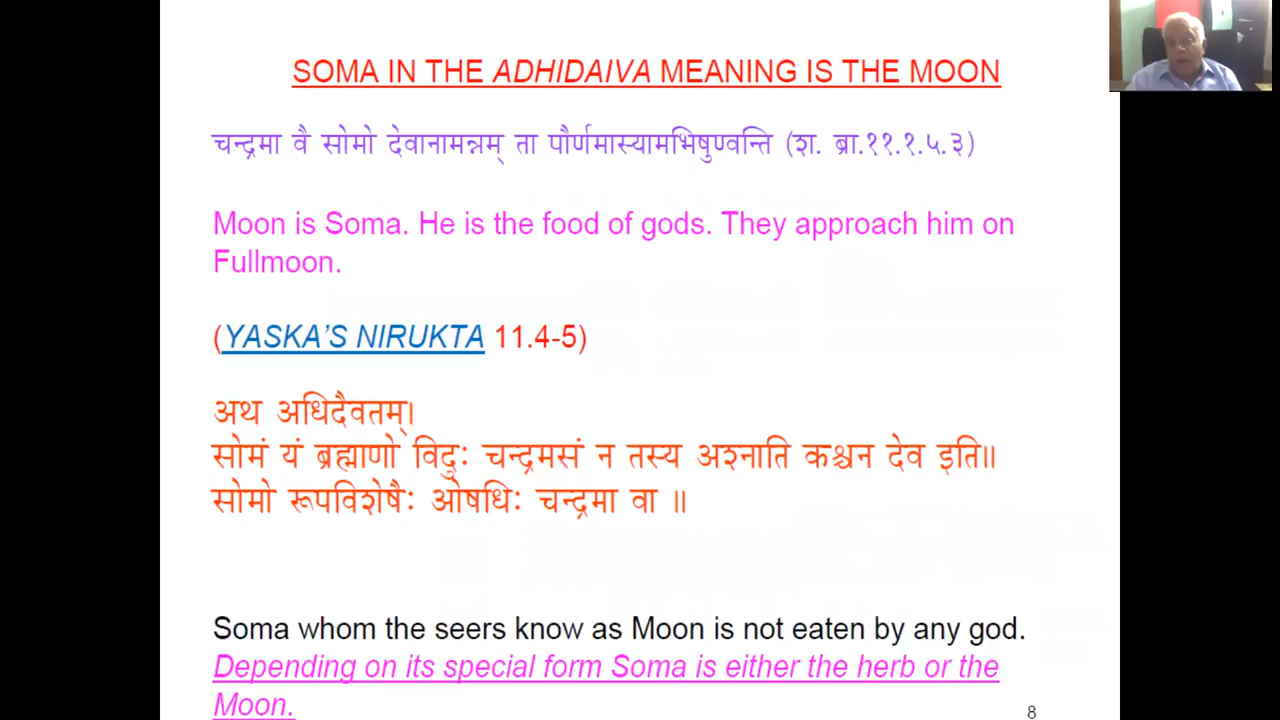 SOMA IN THE ADHIDAIVA MEANING IS THE MOON
चन्द्रमा वै सोमो देवानामन्नम् ता पौर्णमास्यामभिषुण्वन्ति (श. ब्रा.११.१.५.३)
Moon is Soma. He is the food of gods. They approach him on
Fullmoon.
(YASKA'S NIRUKTA 11.4-5)
अथ अधिदैवतम्।
सोमं यं ब्रह्माणो विदुः चन्द्रमसं न तस्य अश्नाति कश्चन देव इति॥
सोमो रूपविशेषैः ओषधिः चन्द्रमा वा ॥
Soma whom the seers know as Moon is not eaten by any god.
Depending on its special form Soma is either the herb or the
Moon.
8